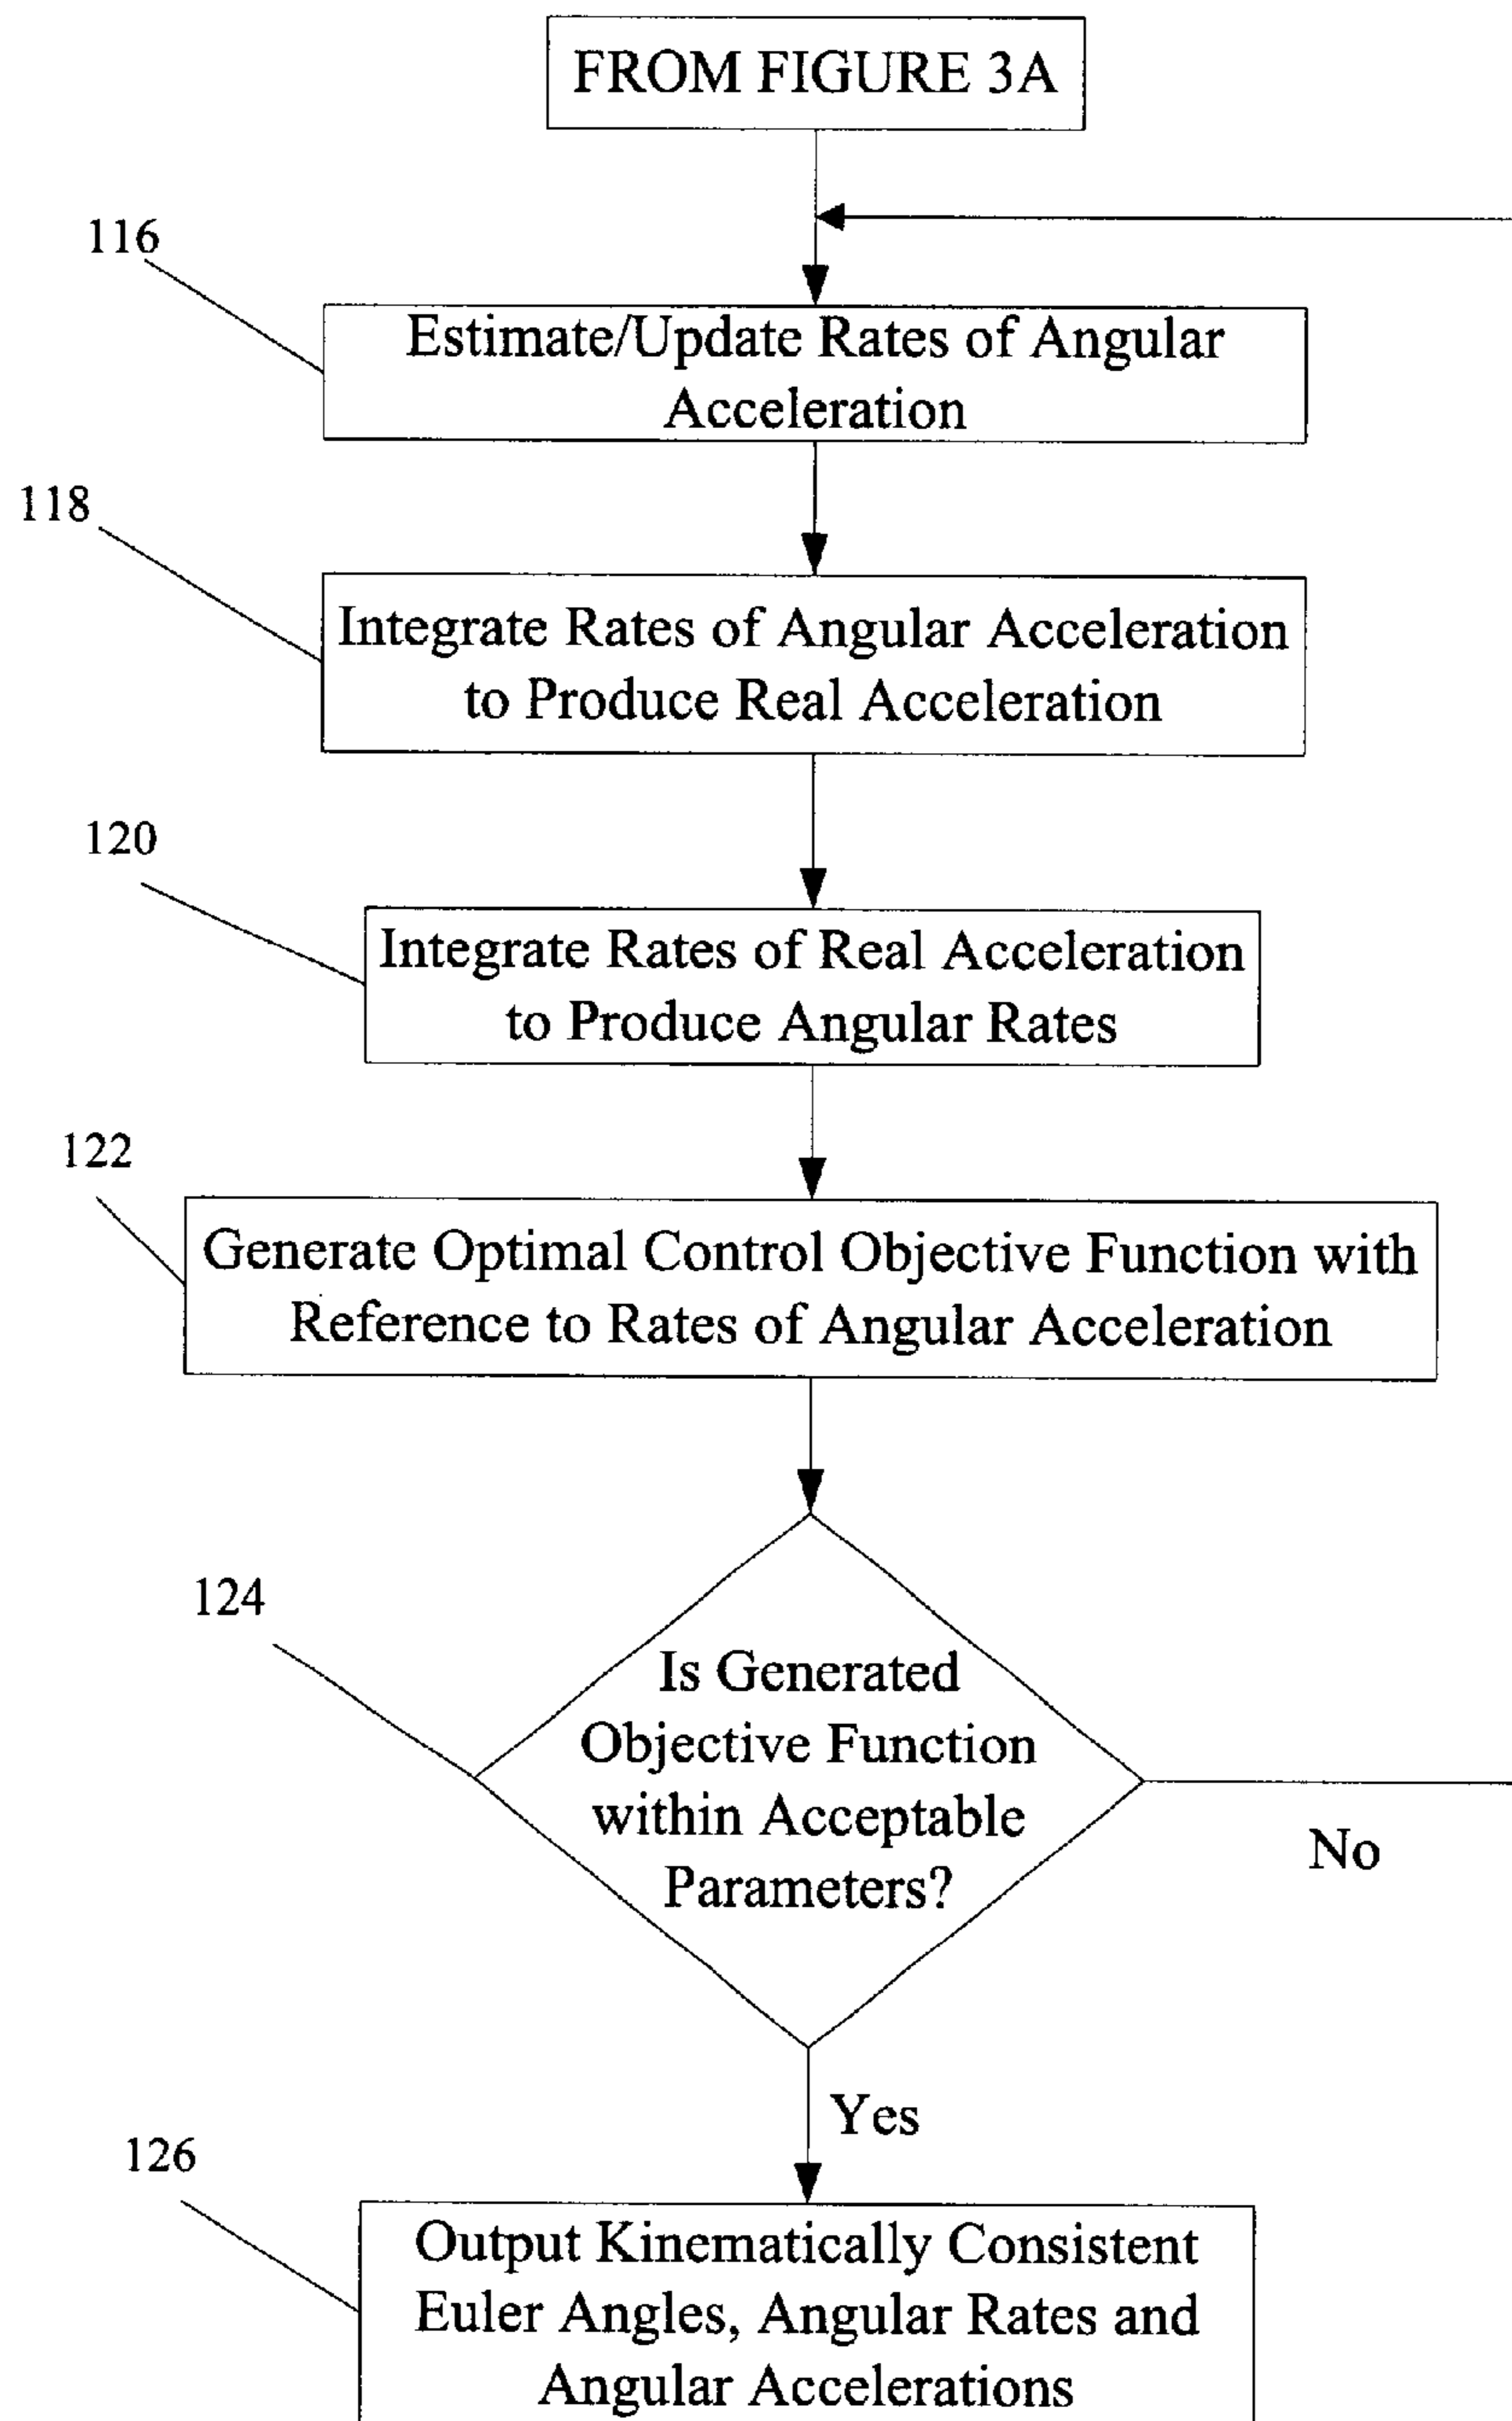 FROM FIGURE 3A
116
Estimate/Update Rates of Angular
Acceleration
118
Integrate Rates of Angular Acceleration
to Produce Real Acceleration
120
Integrate Rates of Real Acceleration
to Produce Angular Rates
122
Generate Optimal Control Objective Function with
Reference to Rates of Angular Acceleration
124
Is Generated
Objective Function
within Acceptable
Parameters?
No
Yes
126
Output Kinematically Consistent
Euler Angles, Angular Rates and
Angular Accelerations